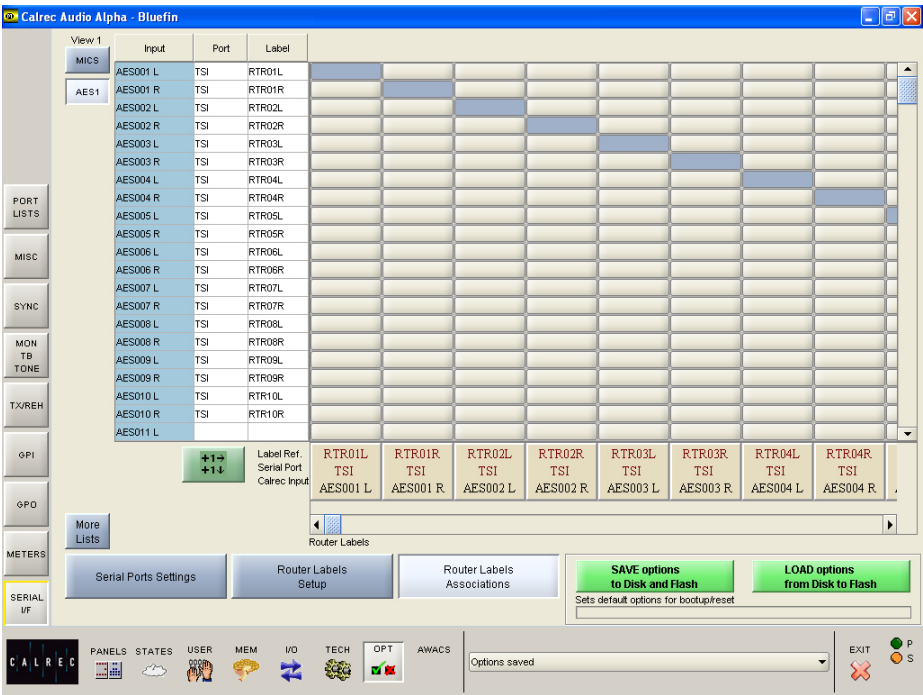 Calrec Audio Alpha - Bluefin
View 1
MICS
AES1
Input Port Label
AES001 L TSI RTR01L
AES001 R TSI RTR01R
AES002 L TSI RTR02L
AES002 R TSI RTR02R
AES003 L TSI RTR03L
AES003 R TSI RTR03R
AES004 L TSI RTR04L
AES004 R TSI RTR04R
AES005 L TSI RTR05L
AES005 R TSI RTR05R
AES006 L TSI RTR06L
AES006 R TSI RTR06R
AES007 L TSI RTR07L
AES007 R TSI RTR07R
AES008 L TSI RTR08L
AES008 R TSI RTR08R
AES009 L TSI RTR09L
AES009 R TSI RTR09R
AES010 L TSI RTR10L
AES010 R TSI RTR10R
AES011 L
PORT
LISTS
MISC
SYNC
MON
TB
TONE
TX/REH
GPI
GPO
METERS
SERIAL
I/F
+1→
+1↓
Label Ref. RTR01L RTR01R RTR02L RTR02R RTR03L RTR03R RTR04L RTR04R
Serial Port TSI TSI TSI TSI TSI TSI TSI TSI
Calrec Input AES001 L AES001 R AES002 L AES002 R AES003 L AES003 R AES004 L AES004 R
More
Lists
Router Labels
Serial Ports Settings
Router Labels
Setup
Router Labels
Associations
SAVE options
to Disk and Flash
LOAD options
from Disk to Flash
Sets default options for bootup/reset
CALREC
PANELS STATES USER MEM I/O TECH OPT AWACS
Options saved
EXIT
P
S